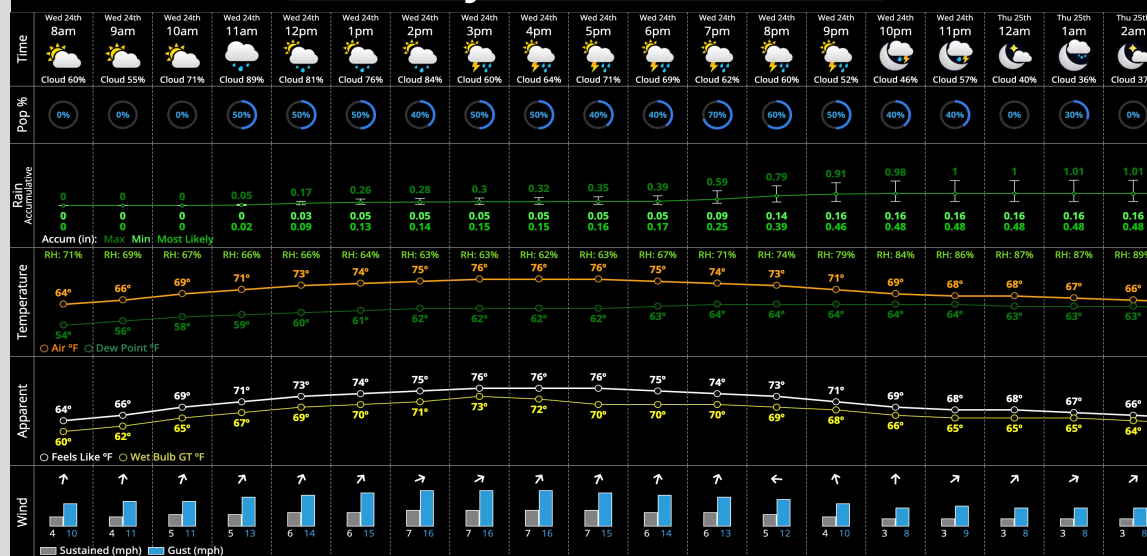 Wed 24th Wed 24th Wed 24th Wed 24th Wed 24th Wed 24th Wed 24th Wed 24th Wed 24th Wed 24th Wed 24th Wed 24th Wed 24th Wed 24th Wed 24th Wed 24th Thu 25th Thu 25th Thu 25t
Time 8am 9am 10am 11am 12pm 1pm 2pm 3pm 4pm 5pm 6pm 7pm 8pm 9pm 10pm 11pm 12am 1am 2am
Cloud 60% Cloud 55% Cloud 71% Cloud 89% Cloud 81% Cloud 76% Cloud 84% Cloud 60% Cloud 64% Cloud 71% Cloud 69% Cloud 62% Cloud 60% Cloud 52% Cloud 46% Cloud 57% Cloud 40% Cloud 36% Cloud 37
Pop % 0% 0% 0% 50% 50% 50% 40% 50% 50% 40% 40% 70% 60% 50% 40% 40% 0% 30% 0%
Rain
Accumulative
0 0 0 0.05 0.17 0.26 0.28 0.3 0.32 0.35 0.39 0.59 0.79 0.91 0.98 1 1 1.01 1.01
0 0 0 0 0.03 0.05 0.05 0.05 0.05 0.05 0.05 0.09 0.14 0.16 0.16 0.16 0.16 0.16 0.16
0 0 0 0.02 0.09 0.13 0.14 0.15 0.15 0.16 0.17 0.25 0.39 0.46 0.48 0.48 0.48 0.48 0.48
Accum (in): Max Min Most Likely
RH: 71% RH: 69% RH: 67% RH: 66% RH: 66% RH: 64% RH: 63% RH: 63% RH: 62% RH: 63% RH: 67% RH: 71% RH: 74% RH: 79% RH: 84% RH: 86% RH: 87% RH: 87% RH: 89%
Temperature
64° 66° 69° 71° 73° 74° 75° 76° 76° 76° 75° 74° 73° 71° 69° 68° 68° 67° 66°
54° 56° 58° 59° 60° 61° 62° 62° 62° 62° 63° 64° 64° 64° 64° 64° 63° 63° 63°
Air °F Dew Point °F
Apparent
64° 66° 69° 71° 73° 74° 75° 76° 76° 76° 75° 74° 73° 71° 69° 68° 68° 67° 66°
60° 62° 65° 67° 69° 70° 71° 73° 72° 70° 70° 70° 69° 68° 66° 65° 65° 65° 64°
Feels Like °F Wet Bulb GT °F
Wind
4 10 4 11 5 11 5 13 6 14 6 15 7 16 7 16 7 16 7 15 6 14 6 13 5 12 4 10 3 8 3 9 3 8 3 8 3
Sustained (mph) Gust (mph)